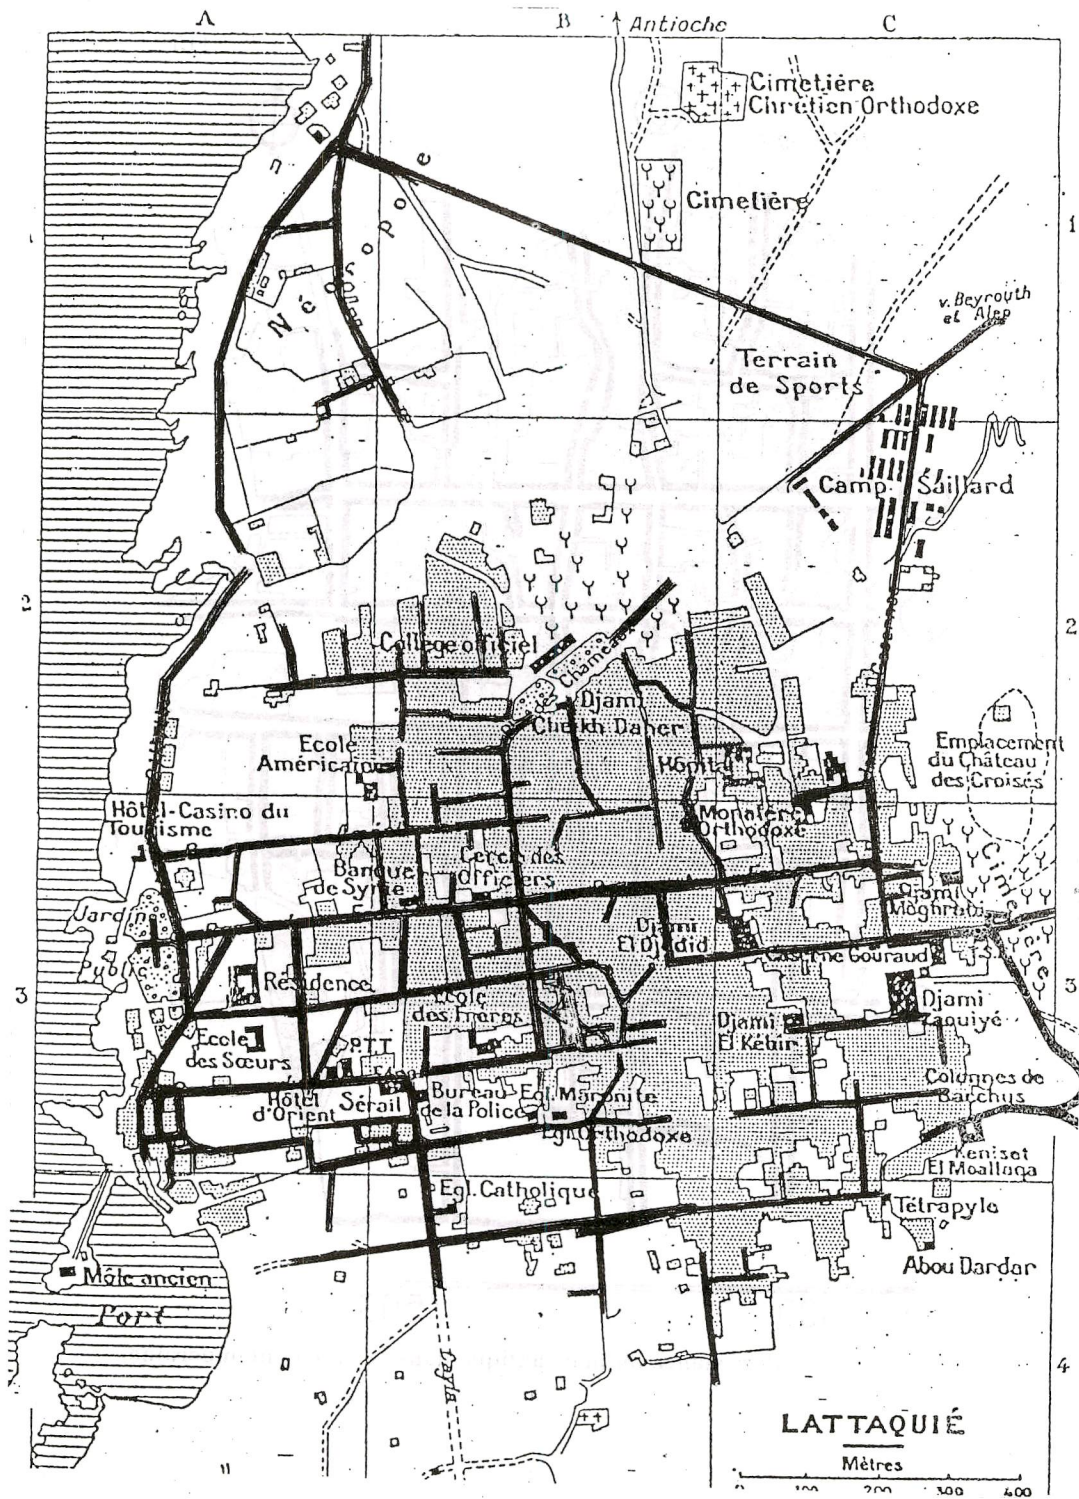 A
B
Antioche
C
Cimetière
Chrétien Orthodoxe
Cimetière
1
Nécropole
v. Beyrouth
et Alep
Terrain
de Sports
Camp Saillard
2
2
Collège officiel
des Chameaux
Djami
Cheikh Daher
Ecole
Américaine
Hôpital
Emplacement
du Château
des Croisés
Hôtel-Casino du
Tourisme
Monastère
Orthodoxe
Banque
de Syrie
Cercle des
Officiers
Cimetière
Djami
Moghrabi
Jardin
Public
Djami
El Djédid
Caserne Gouraud
3
Résidence
Ecole
des Frères
Djami
El Kébir
Djami
Zaouiyé
3
Ecole
des Sœurs
P.T.T
Hôtel
d'Orient
Sérail
Bureau
de la Police
Egl. Maronite
Egl. Orthodoxe
Colonnes de
Bacchus
Keniset
El Moallaqa
Egl. Catholique
Tétrapyle
Abou Dardar
Môle ancien
Port
4
LATTAQUIÉ
Mètres
0 100 200 300 400